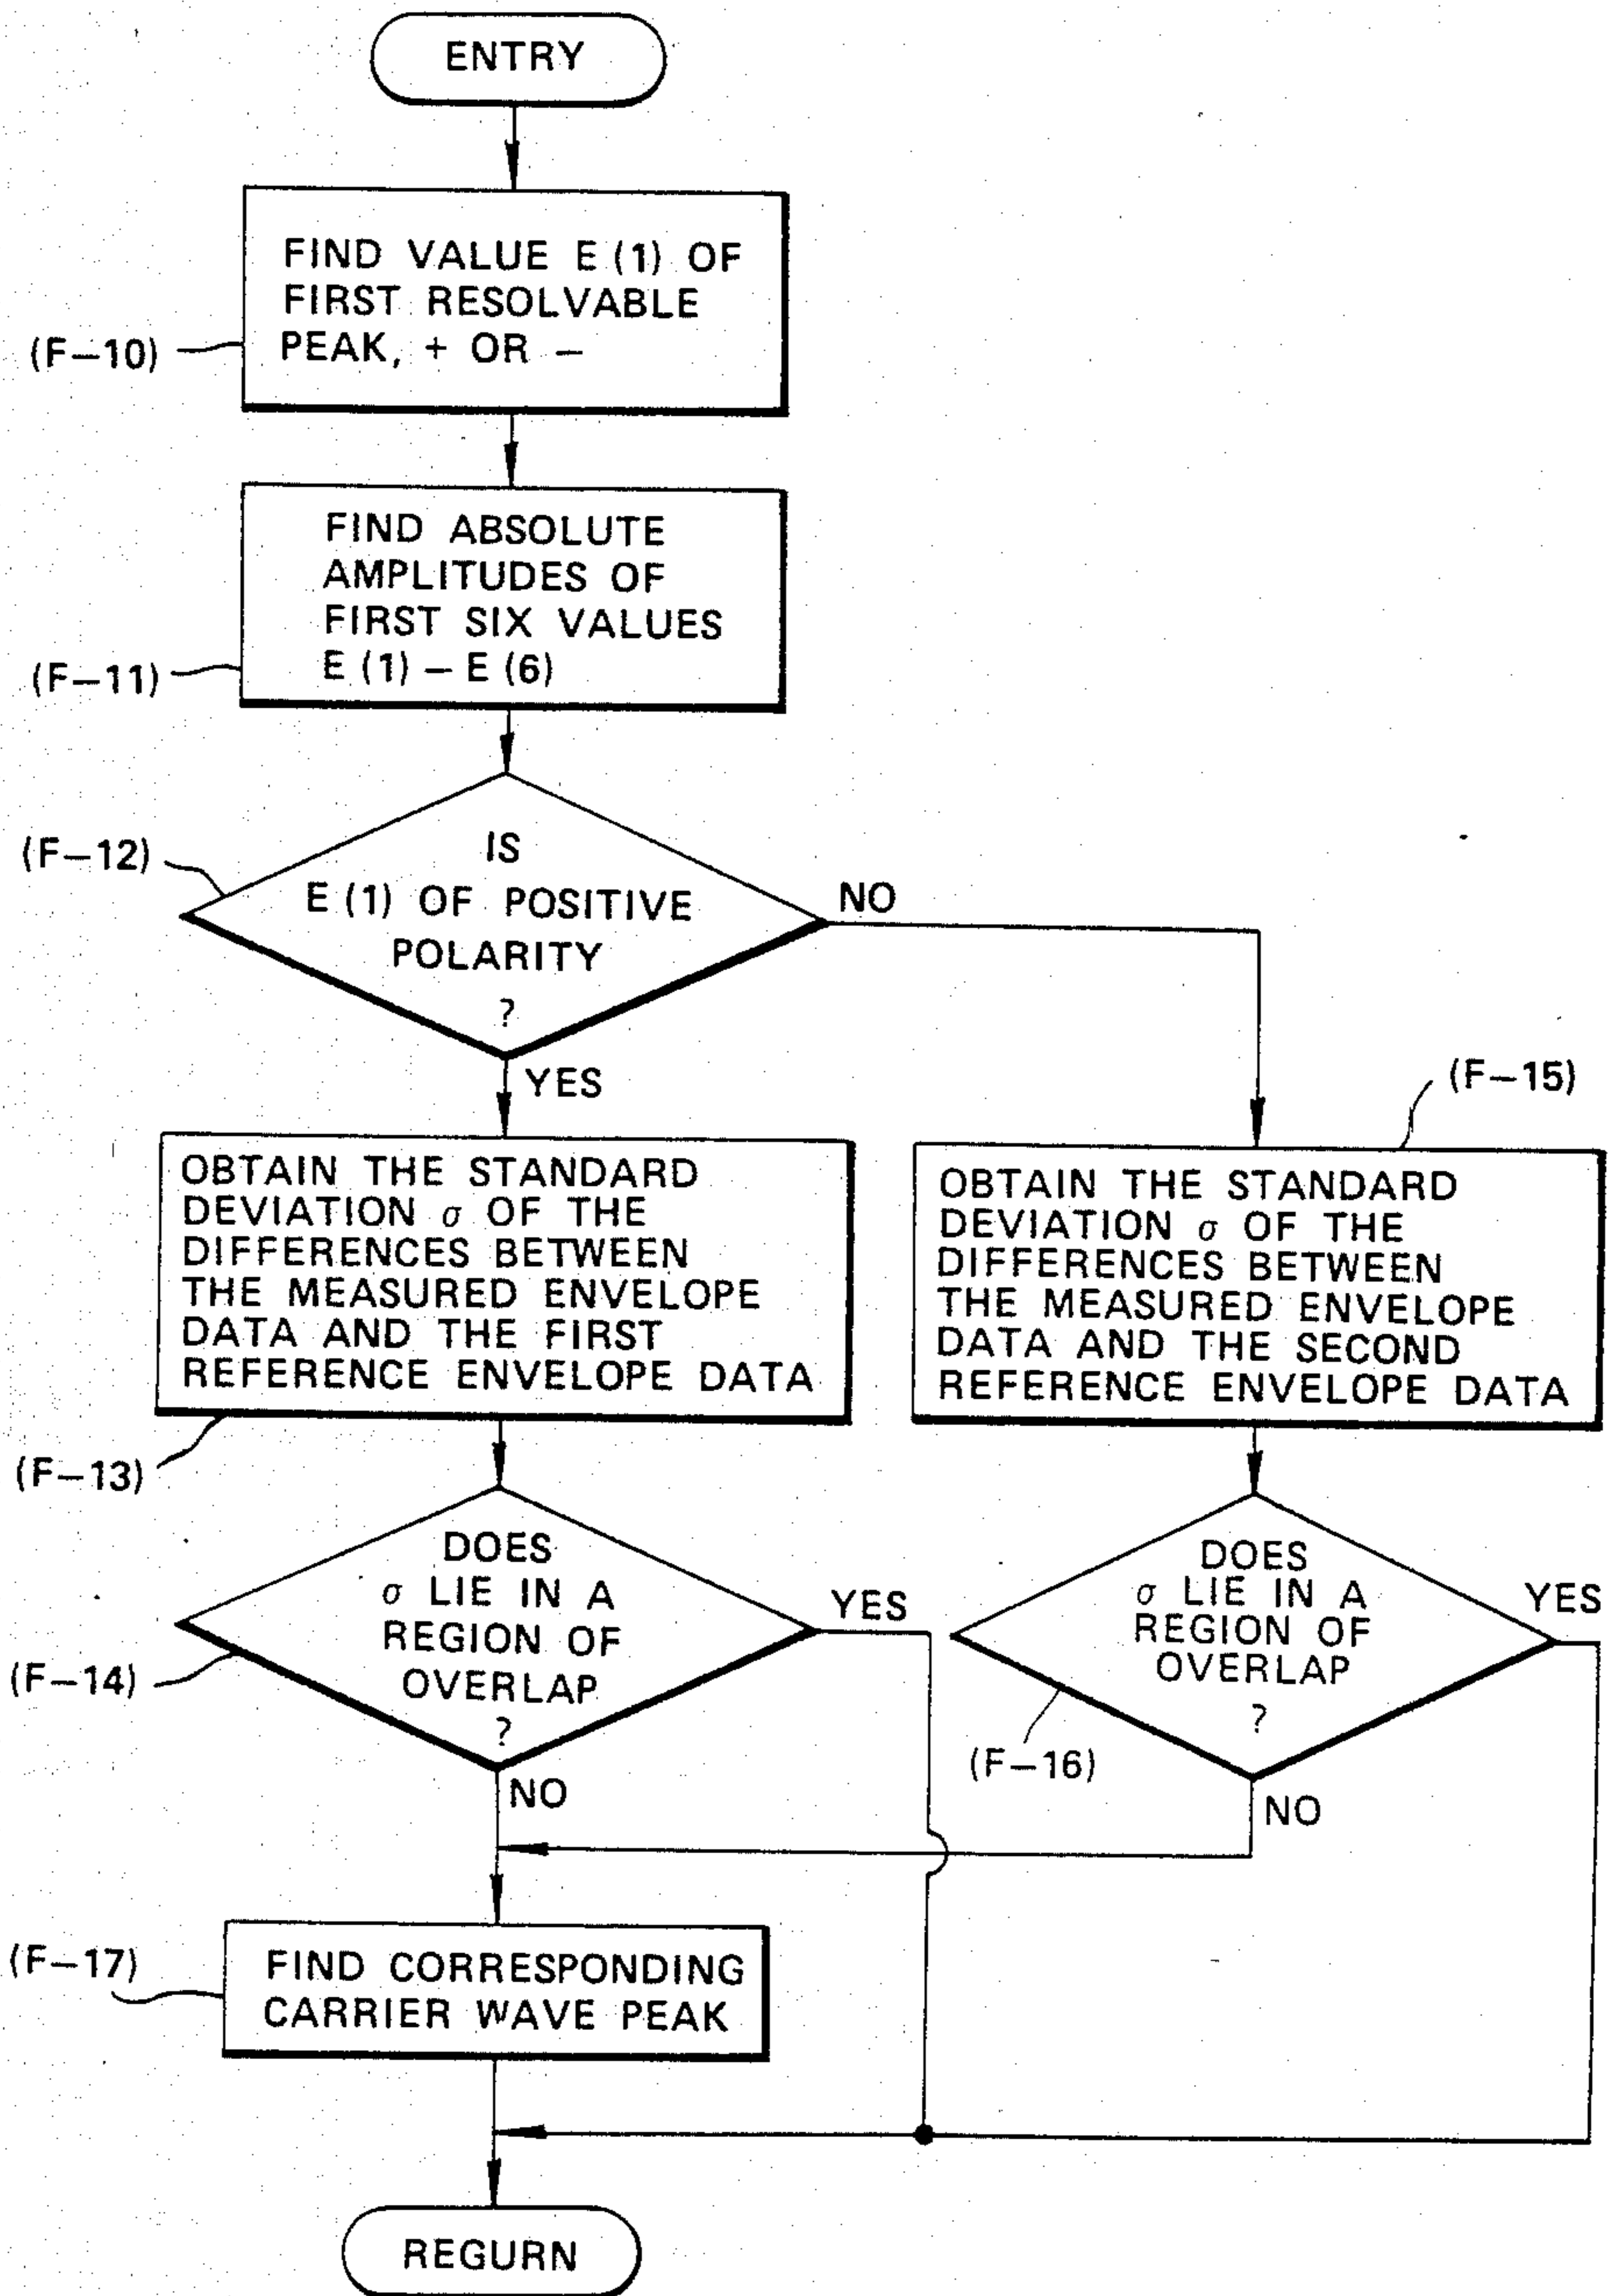 ENTRY
FIND VALUE E (1) OF
FIRST RESOLVABLE
PEAK, + OR –
(F–10)
FIND ABSOLUTE
AMPLITUDES OF
FIRST SIX VALUES
E (1) – E (6)
(F–11)
IS
E (1) OF POSITIVE
POLARITY
?
(F–12)
NO
YES
(F–15)
OBTAIN THE STANDARD
DEVIATION σ OF THE
DIFFERENCES BETWEEN
THE MEASURED ENVELOPE
DATA AND THE FIRST
REFERENCE ENVELOPE DATA
(F–13)
OBTAIN THE STANDARD
DEVIATION σ OF THE
DIFFERENCES BETWEEN
THE MEASURED ENVELOPE
DATA AND THE SECOND
REFERENCE ENVELOPE DATA
DOES
σ LIE IN A
REGION OF
OVERLAP
?
YES
(F–14)
NO
DOES
σ LIE IN A
REGION OF
OVERLAP
?
YES
(F–16)
NO
(F–17)
FIND CORRESPONDING
CARRIER WAVE PEAK
REGURN